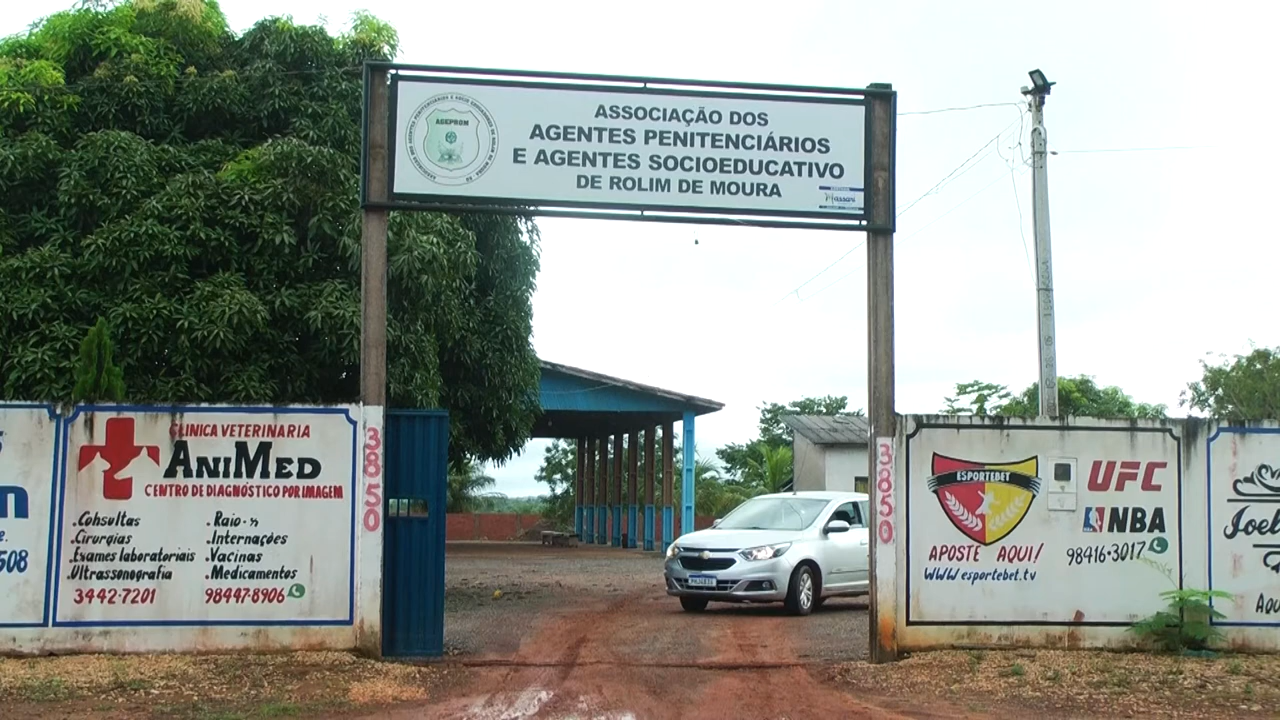 AGEPROM
ASSOCIAÇÃO DOS
AGENTES PENITENCIÁRIOS
E AGENTES SOCIOEDUCATIVO
DE ROLIM DE MOURA
Massari
508
CLINICA VETERINARIA
ANIMED
CENTRO DE DIAGNÓSTICO POR IMAGEM
.Consultas
.Cirurgias
.Exames laboratoriais
.Ultrassonografia
3442-7201
.Raio-x
.Internações
.Vacinas
.Medicamentos
98447-8906
3850
3850
ESPORTEBET
APOSTE AQUI!
WWW.esportebet.tv
UFC
NBA
98416-3017